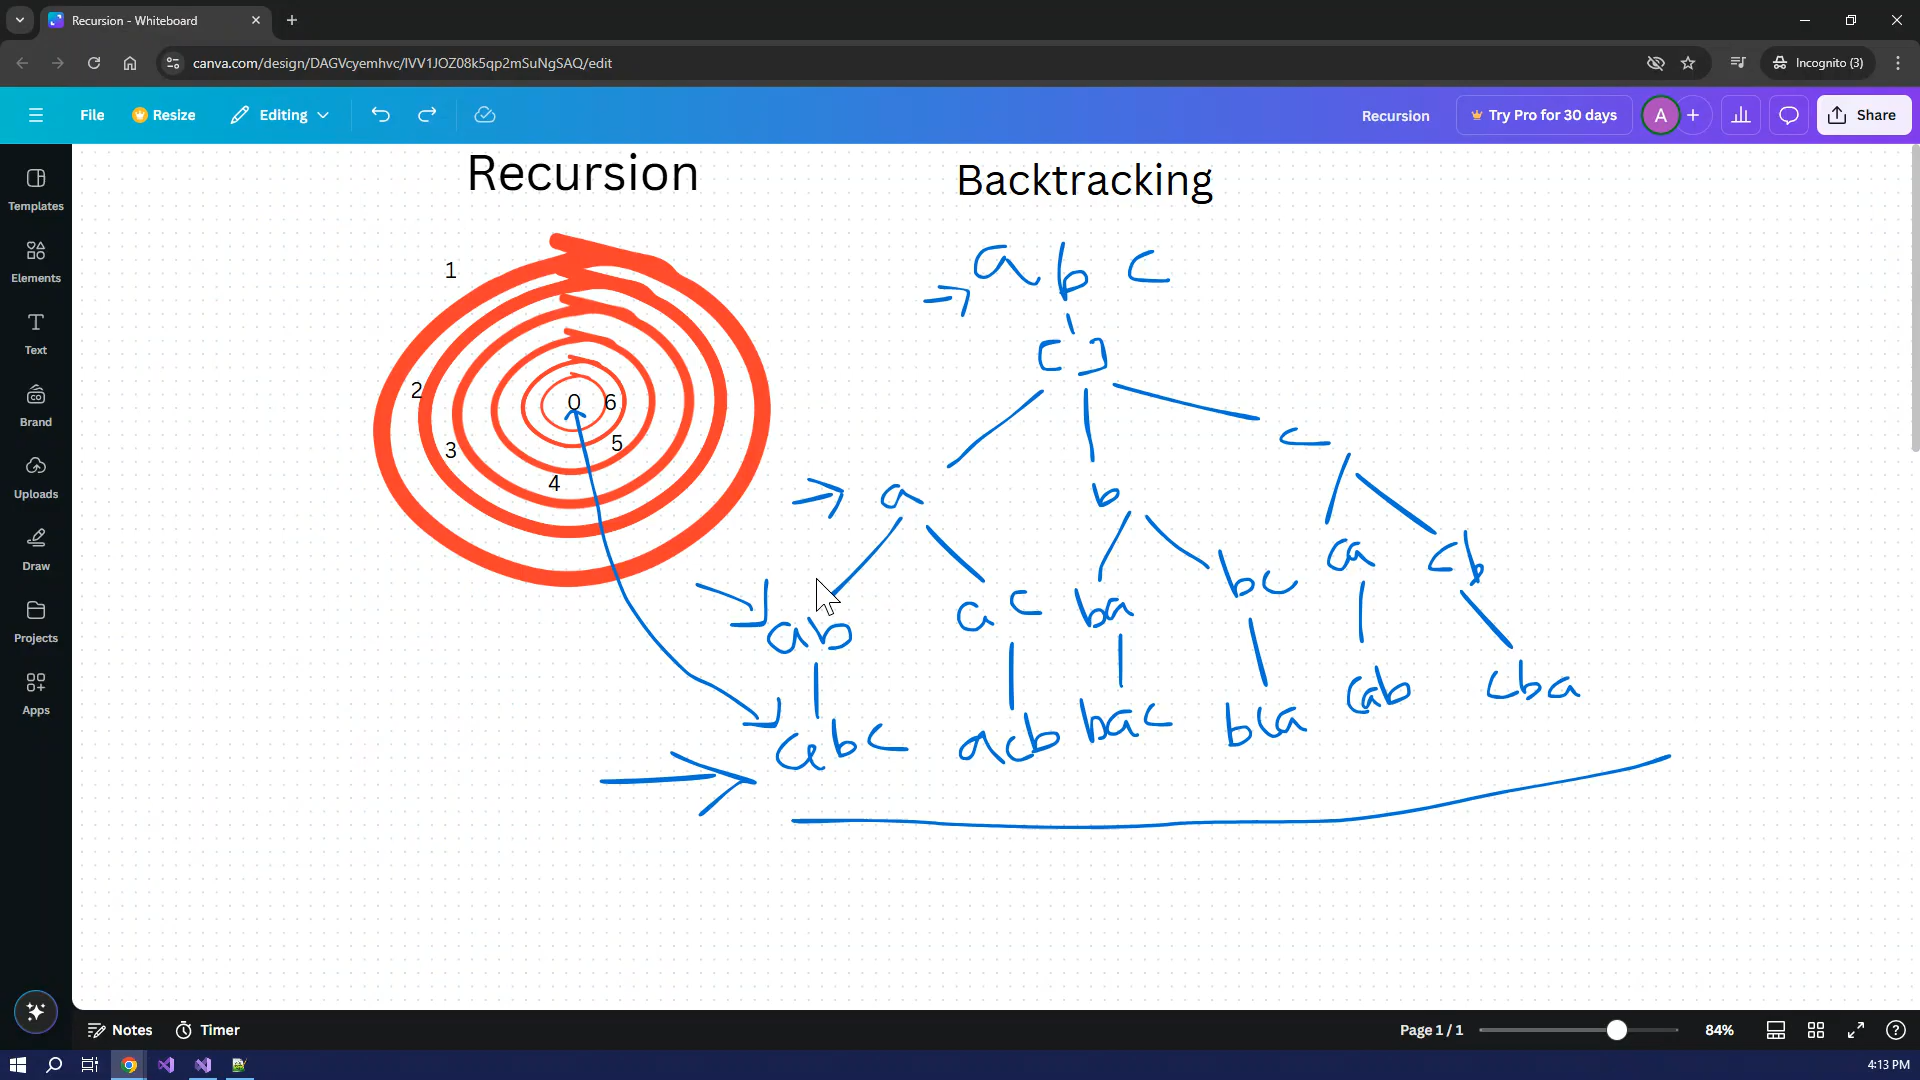 Recursion - Whiteboard
canva.com/design/DAGVcyemhvc/IVV1JOZ08k5qp2mSuNgSAQ/edit
Incognito (3)
File
Resize
Editing
Recursion
Try Pro for 30 days
A
Share
Templates
Elements
Text
Brand
Uploads
Draw
Projects
Apps
Recursion
Backtracking
1
2
3
4
5
6
0
a b c
[ ]
a
b
c
ab
ac
ba
bc
ca
cb
abc
acb
bac
bca
cab
cba
Notes
Timer
Page 1 / 1
84%
4:13 PM